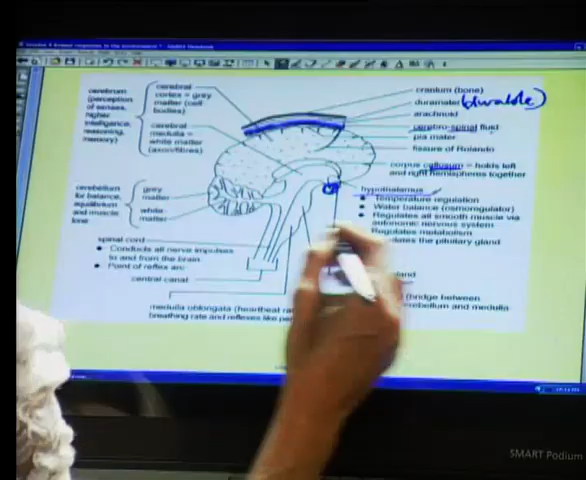 cerebrum
(perception
of senses,
higher
intelligence,
reasoning,
memory)
cerebral
cortex = grey
matter (cell
bodies)
cerebral
medulla =
white matter
(axon/fibres)
cranium (bone)
duramater (durable)
arachnoid
cerebro-spinal fluid
pia mater
fissure of Rolando
corpus callosum = holds left
and right hemispheres together
hypothalamus
• Temperature regulation
• Water balance (osmoregulator)
• Regulates all smooth muscle via
autonomic nervous system
Regulates metabolism
the pituitary gland
cerebellum
for balance,
equilibrium
and muscle
tone
grey
matter
white
matter
spinal cord
• Conducts all nerve impulses
to and from the brain
• Point of reflex arc
central canal
gland
(bridge between
and medulla
medulla oblongata (heartbeat
breathing rate and reflexes like
SMART Podium